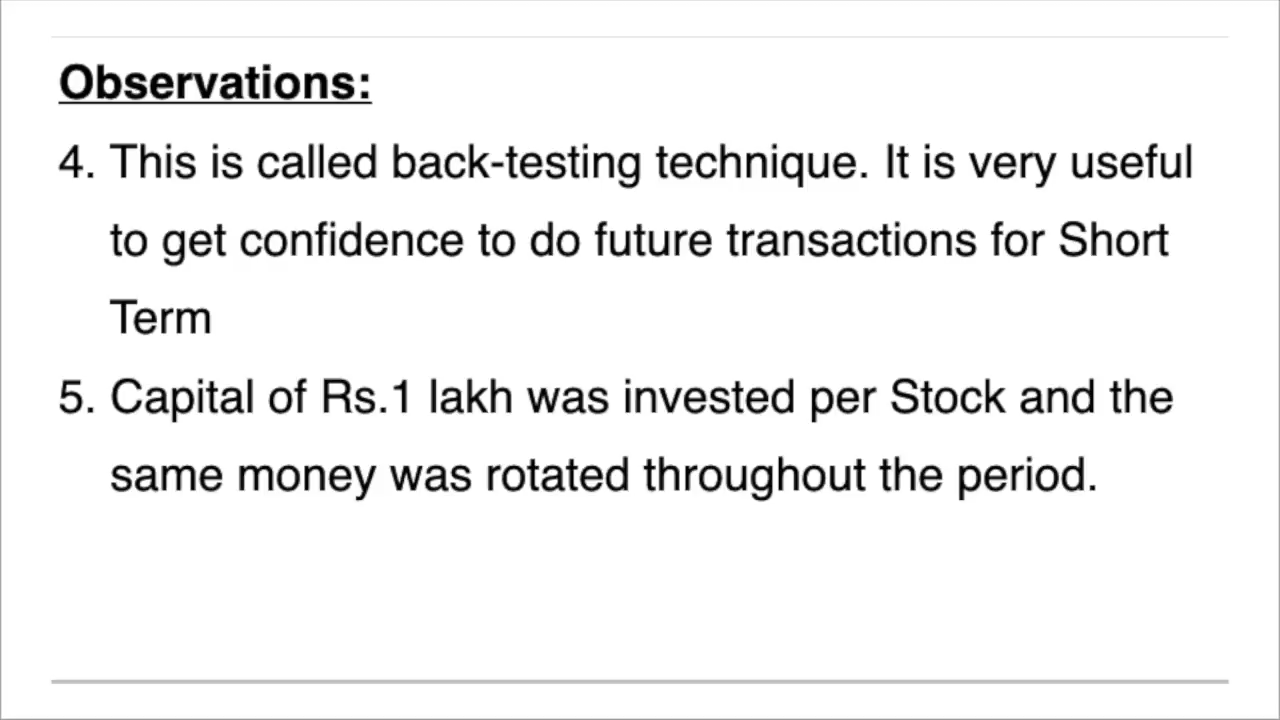 Observations:
4. This is called back-testing technique. It is very useful
to get confidence to do future transactions for Short
Term
5. Capital of Rs.1 lakh was invested per Stock and the
same money was rotated throughout the period.